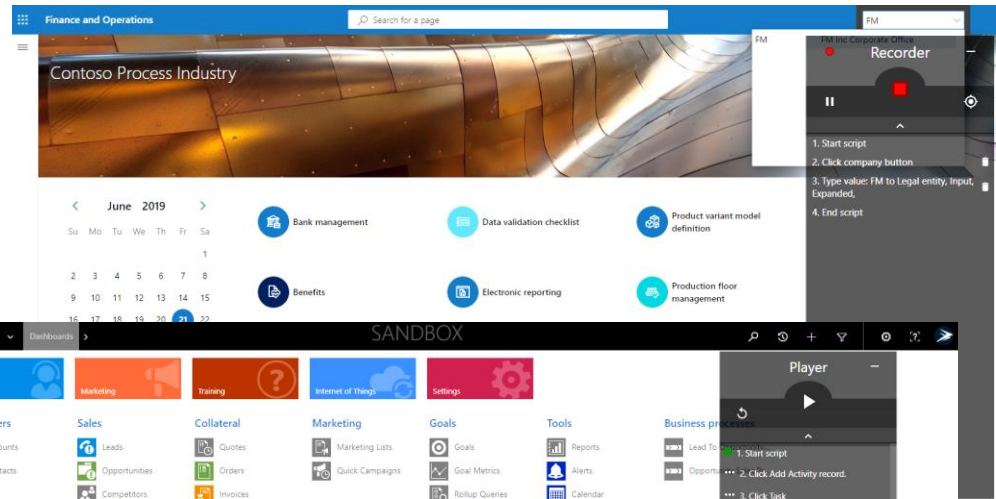 Finance and Operations
Search for a page
FM
FM FM Inc Corporate Office
Contoso Process Industry
Recorder
1. Start script
2. Click company button
3. Type value: FM to Legal entity, Input,
Expanded,
4. End script
June 2019
Su Mo Tu We Th Fr Sa
1
2 3 4 5 6 7 8
9 10 11 12 13 14 15
16 17 18 19 20 21 22
Bank management
Data validation checklist
Product variant model
definition
Benefits
Electronic reporting
Production floor
management
Dashboards
SANDBOX
Marketing
Training
Internet of Things
Settings
Player
ers
Sales
Collateral
Marketing
Goals
Tools
Business processes
ounts
Leads
Quotes
Marketing Lists
Goals
Reports
Lead To Opportunity
1. Start script
tacts
Opportunities
Orders
Quick Campaigns
Goal Metrics
Alerts
2. Click Add Activity record.
Competitors
Invoices
Rollup Queries
Calendar
3. Click Task